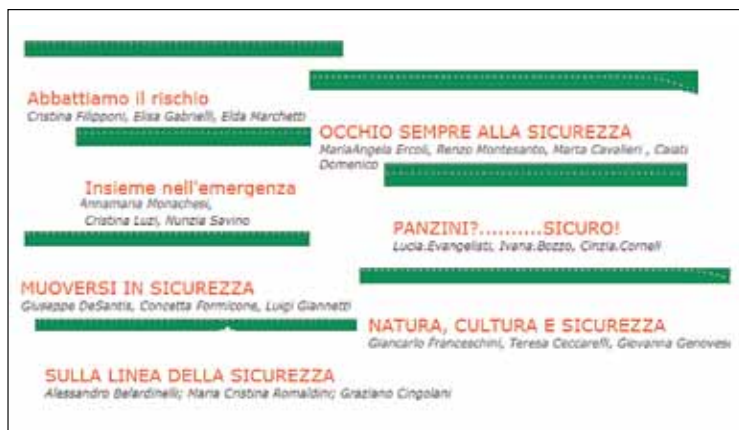 Abbattiamo il rischio
Cristina Filipponi, Elisa Gabrielli, Elda Marchetti
OCCHIO SEMPRE ALLA SICUREZZA
MariaAngela Ercoli, Renzo Montesanto, Marta Cavalieri , Caiati
Domenico
Insieme nell'emergenza
Annamaria Monachesi,
Cristina Luzi, Nunzia Savino
PANZINI?..........SICURO!
Lucia.Evangelisti, Ivana.Bozzo, Cinzia.Corneli
MUOVERSI IN SICUREZZA
Giuseppe DeSantis, Concetta Formicone, Luigi Giannetti
NATURA, CULTURA E SICUREZZA
Giancarlo Franceschini, Teresa Ceccarelli, Giovanna Genovesi
SULLA LINEA DELLA SICUREZZA
Alessandro Belardinelli; Maria Cristina Romaldini; Graziano Cingolani